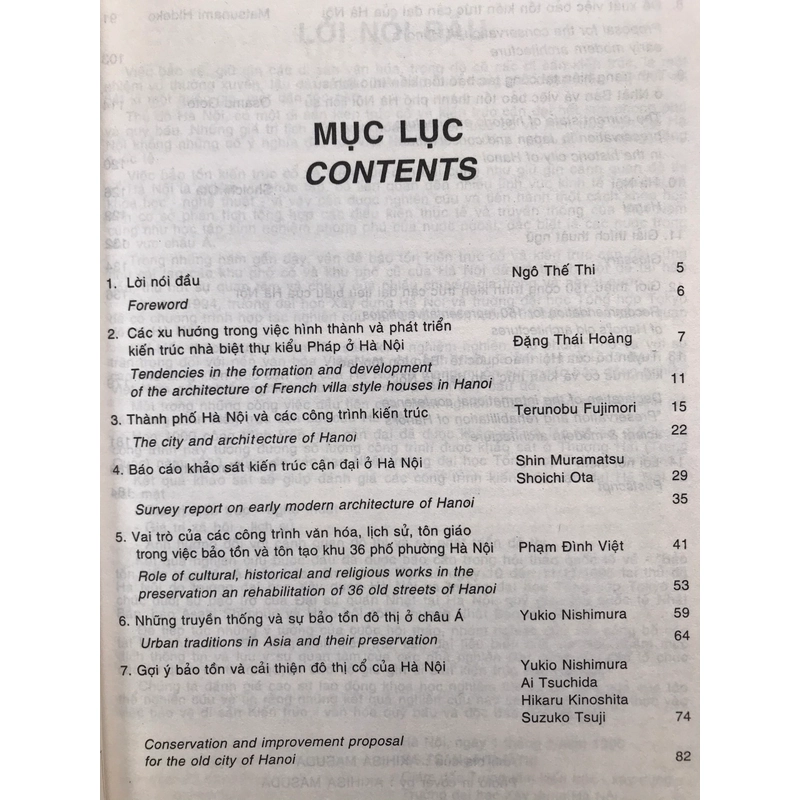 MỤC LỤC
CONTENTS
1. Lời nói đầu Ngô Thế Thi 5
Foreword 6
2. Các xu hướng trong việc hình thành và phát triển
kiến trúc nhà biệt thự kiểu Pháp ở Hà Nội Đặng Thái Hoàng 7
Tendencies in the formation and development
of the architecture of French villa style houses in Hanoi 11
3. Thành phố Hà Nội và các công trình kiến trúc Terunobu Fujimori 15
The city and architecture of Hanoi 22
4. Báo cáo khảo sát kiến trúc cận đại ở Hà Nội Shin Muramatsu
Shoichi Ota 29
Survey report on early modern architecture of Hanoi 35
5. Vai trò của các công trình văn hóa, lịch sử, tôn giáo
trong việc bảo tồn và tôn tạo khu 36 phố phường Hà Nội Phạm Đình Việt 41
Role of cultural, historical and religious works in the
preservation an rehabilitation of 36 old streets of Hanoi 53
6. Những truyền thống và sự bảo tồn đô thị ở châu Á Yukio Nishimura 59
Urban traditions in Asia and their preservation 64
7. Gợi ý bảo tồn và cải thiện đô thị cổ của Hà Nội Yukio Nishimura
Ai Tsuchida
Hikaru Kinoshita
Suzuko Tsuji 74
Conservation and improvement proposal
for the old city of Hanoi 82